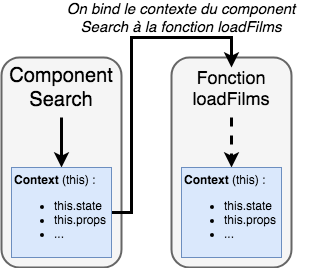 On bind le contexte du component
Search à la fonction loadFilms
Component
Search
Context (this) :
• this.state
• this.props
• ...
Fonction
loadFilms
Context (this) :
• this.state
• this.props
• ...